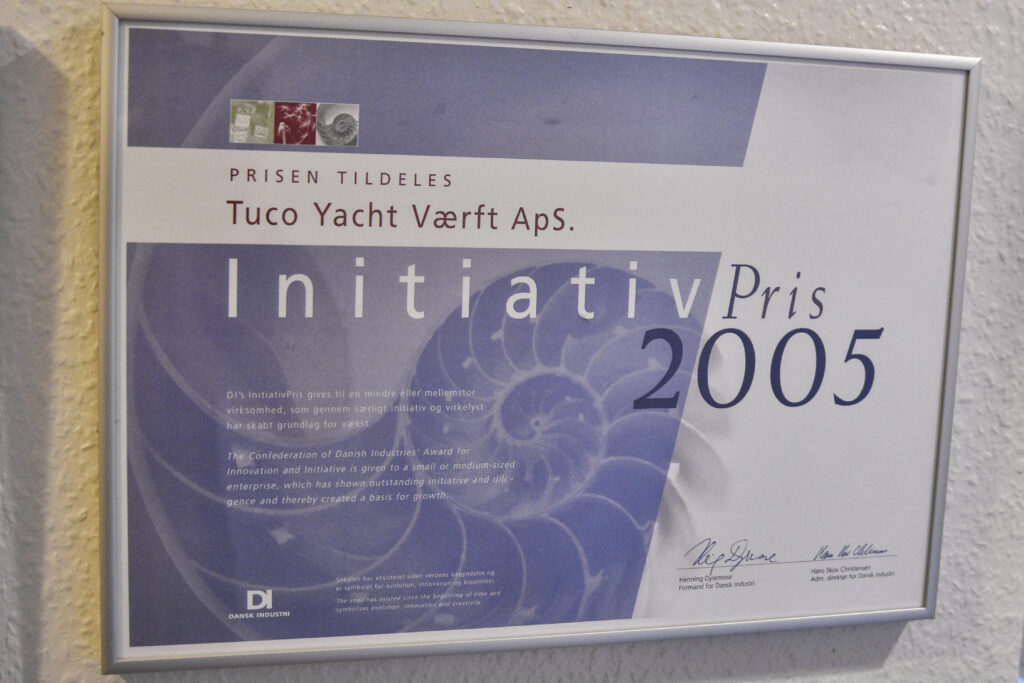 PRISEN TILDELES
Tuco Yacht Værft ApS.
InitiativPris
2005
DI's InitiativPris gives til en mindre eller mellemstor
virksomhed, som gennem særligt initiativ og virkelyst
har skabt grundlag for vækst.
The Confederation of Danish Industries' Award for
Innovation and Initiative is given to a small or medium-sized
enterprise, which has shown outstanding initiative and dili -
gence and thereby created a basis for growth.
Sneglen har eksisteret siden verdens begyndelse og
er symbolet for evolution, innovation og kreativitet.
The snail has existed since the beginning of time and
symbolises evolution, innovation and creativity.
DI
DANSK INDUSTRI
Henning Dyremose
Formand for Dansk Industri
Hans Skov Christensen
Adm. direktør for Dansk Industri